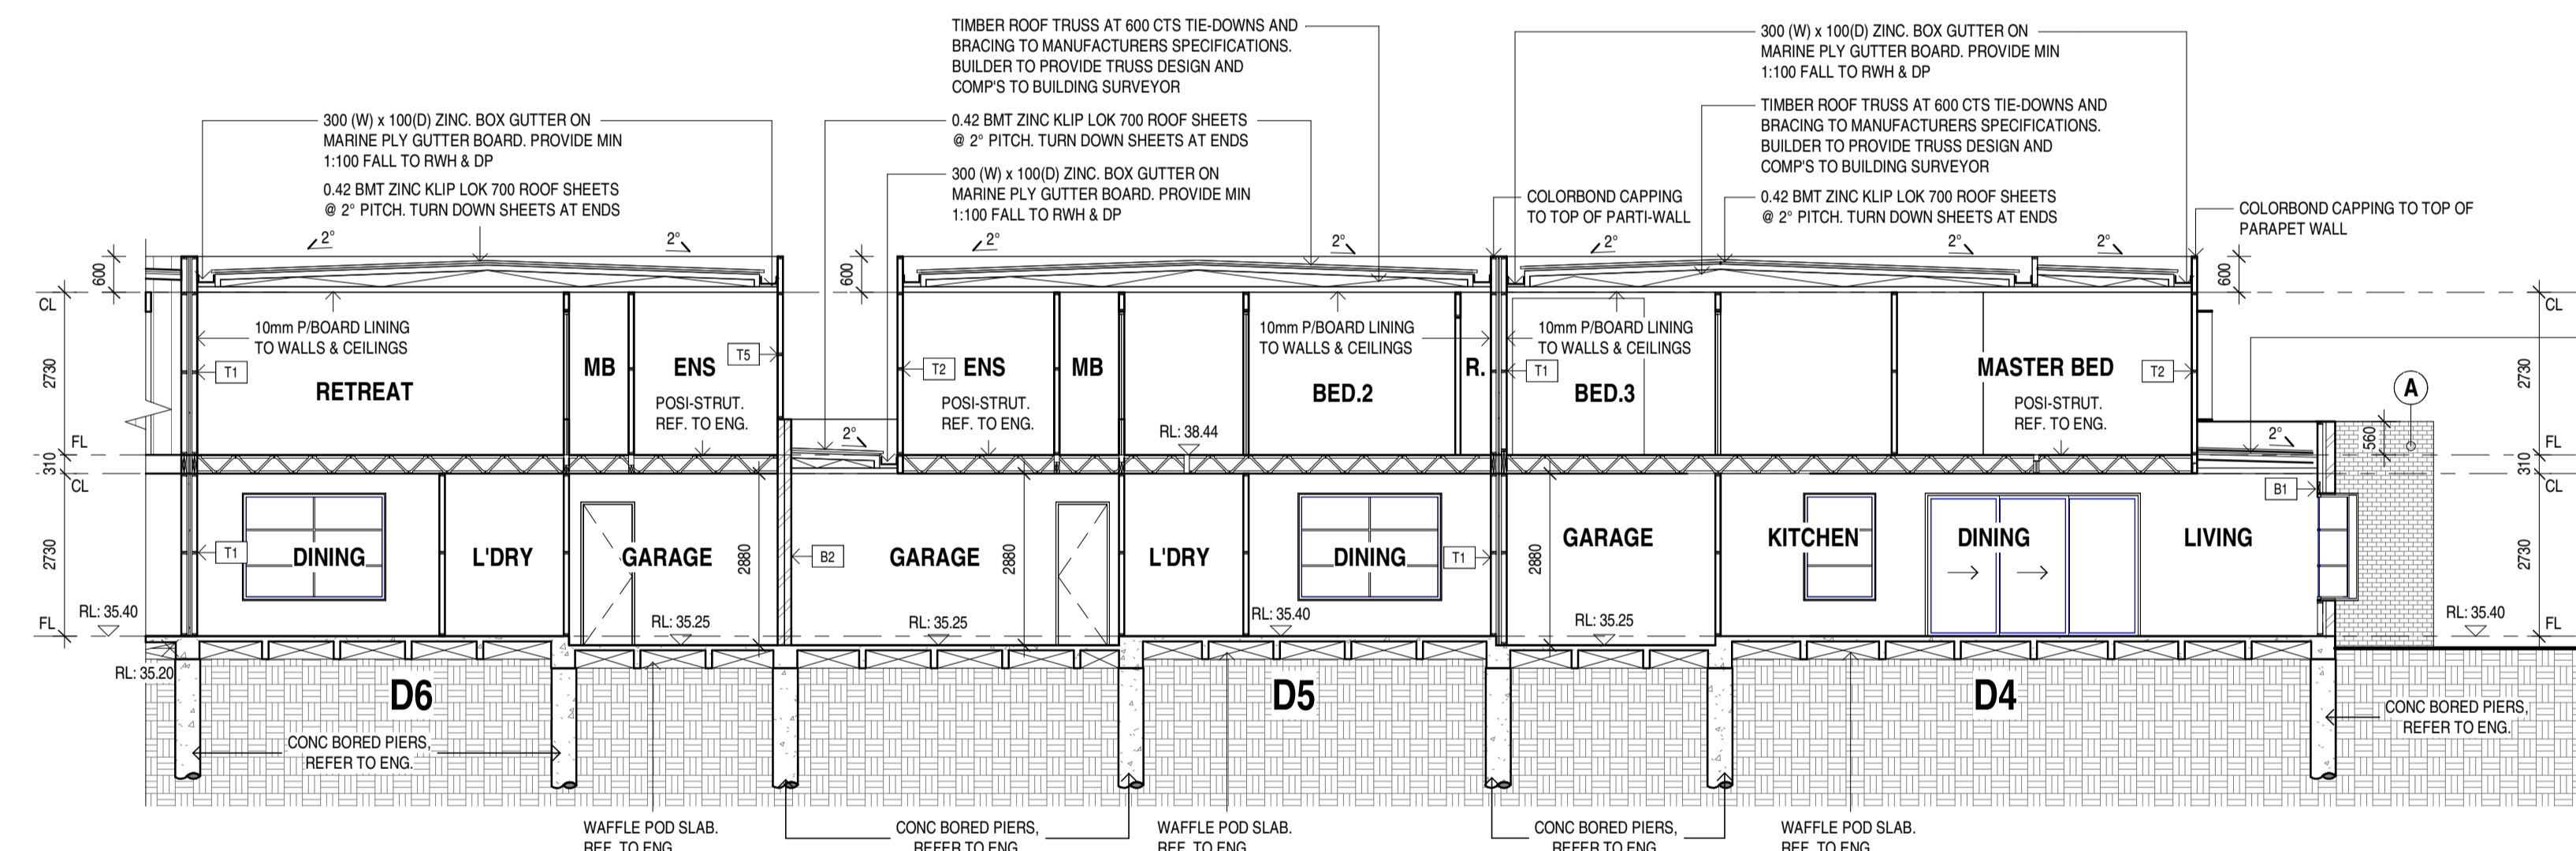 TIMBER ROOF TRUSS AT 600 CTS TIE-DOWNS AND
BRACING TO MANUFACTURERS SPECIFICATIONS.
BUILDER TO PROVIDE TRUSS DESIGN AND
COMP'S TO BUILDING SURVEYOR
300 (W) x 100(D) ZINC. BOX GUTTER ON
MARINE PLY GUTTER BOARD. PROVIDE MIN
1:100 FALL TO RWH & DP
300 (W) x 100(D) ZINC. BOX GUTTER ON
MARINE PLY GUTTER BOARD. PROVIDE MIN
1:100 FALL TO RWH & DP
0.42 BMT ZINC KLIP LOK 700 ROOF SHEETS
@ 2° PITCH. TURN DOWN SHEETS AT ENDS
0.42 BMT ZINC KLIP LOK 700 ROOF SHEETS
@ 2° PITCH. TURN DOWN SHEETS AT ENDS
300 (W) x 100(D) ZINC. BOX GUTTER ON
MARINE PLY GUTTER BOARD. PROVIDE MIN
1:100 FALL TO RWH & DP
TIMBER ROOF TRUSS AT 600 CTS TIE-DOWNS AND
BRACING TO MANUFACTURERS SPECIFICATIONS.
BUILDER TO PROVIDE TRUSS DESIGN AND
COMP'S TO BUILDING SURVEYOR
COLORBOND CAPPING
TO TOP OF PARTI-WALL
0.42 BMT ZINC KLIP LOK 700 ROOF SHEETS
@ 2° PITCH. TURN DOWN SHEETS AT ENDS
COLORBOND CAPPING TO TOP OF
PARAPET WALL
2° 2° 2° 2° 2° 2° 2°
600 600 600
CL
CL
10mm P/BOARD LINING
TO WALLS & CEILINGS
10mm P/BOARD LINING
TO WALLS & CEILINGS
10mm P/BOARD LINING
TO WALLS & CEILINGS
2730
T1
RETREAT
MB
ENS
T5
POSI-STRUT.
REF. TO ENG.
T2
ENS
MB
POSI-STRUT.
REF. TO ENG.
BED.2
R.
T1
BED.3
MASTER BED
T2
POSI-STRUT.
REF. TO ENG.
2730
A
RL: 38.44
2°
2°
560
FL
FL
310
310
CL
CL
B1
2730
T1
DINING
L'DRY
GARAGE
2880
B2
GARAGE
2880
L'DRY
DINING
T1
2880
GARAGE
KITCHEN
DINING
LIVING
2730
RL: 35.40
FL
RL: 35.25
RL: 35.25
RL: 35.40
RL: 35.25
RL: 35.40
FL
RL: 35.20
D6
D5
D4
CONC BORED PIERS,
REFER TO ENG.
CONC BORED PIERS,
REFER TO ENG.
WAFFLE POD SLAB.
REF. TO ENG.
CONC BORED PIERS,
REFER TO ENG.
WAFFLE POD SLAB.
REF. TO ENG.
CONC BORED PIERS,
REFER TO ENG.
WAFFLE POD SLAB.
REF. TO ENG.